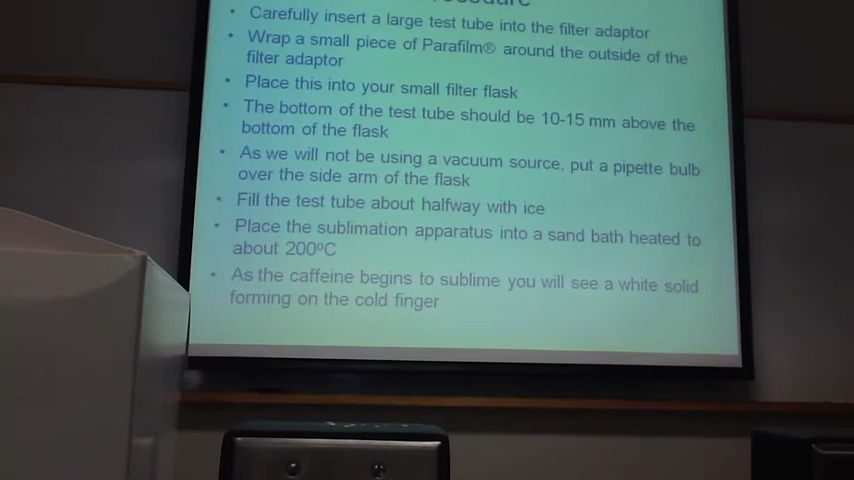 • Carefully insert a large test tube into the filter adaptor
• Wrap a small piece of Parafilm® around the outside of the
filter adaptor
• Place this into your small filter flask
• The bottom of the test tube should be 10-15 mm above the
bottom of the flask
• As we will not be using a vacuum source, put a pipette bulb
over the side arm of the flask
• Fill the test tube about halfway with ice
• Place the sublimation apparatus into a sand bath heated to
about 200ºC
• As the caffeine begins to sublime you will see a white solid
forming on the cold finger